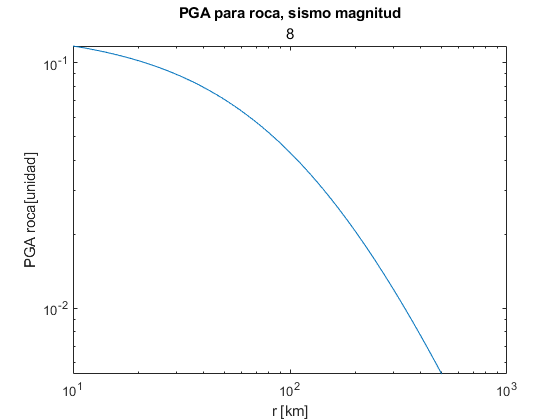 PGA para roca, sismo magnitud
8
10^-1
PGA roca[unidad]
10^-2
10^1
10^2
10^3
r [km]